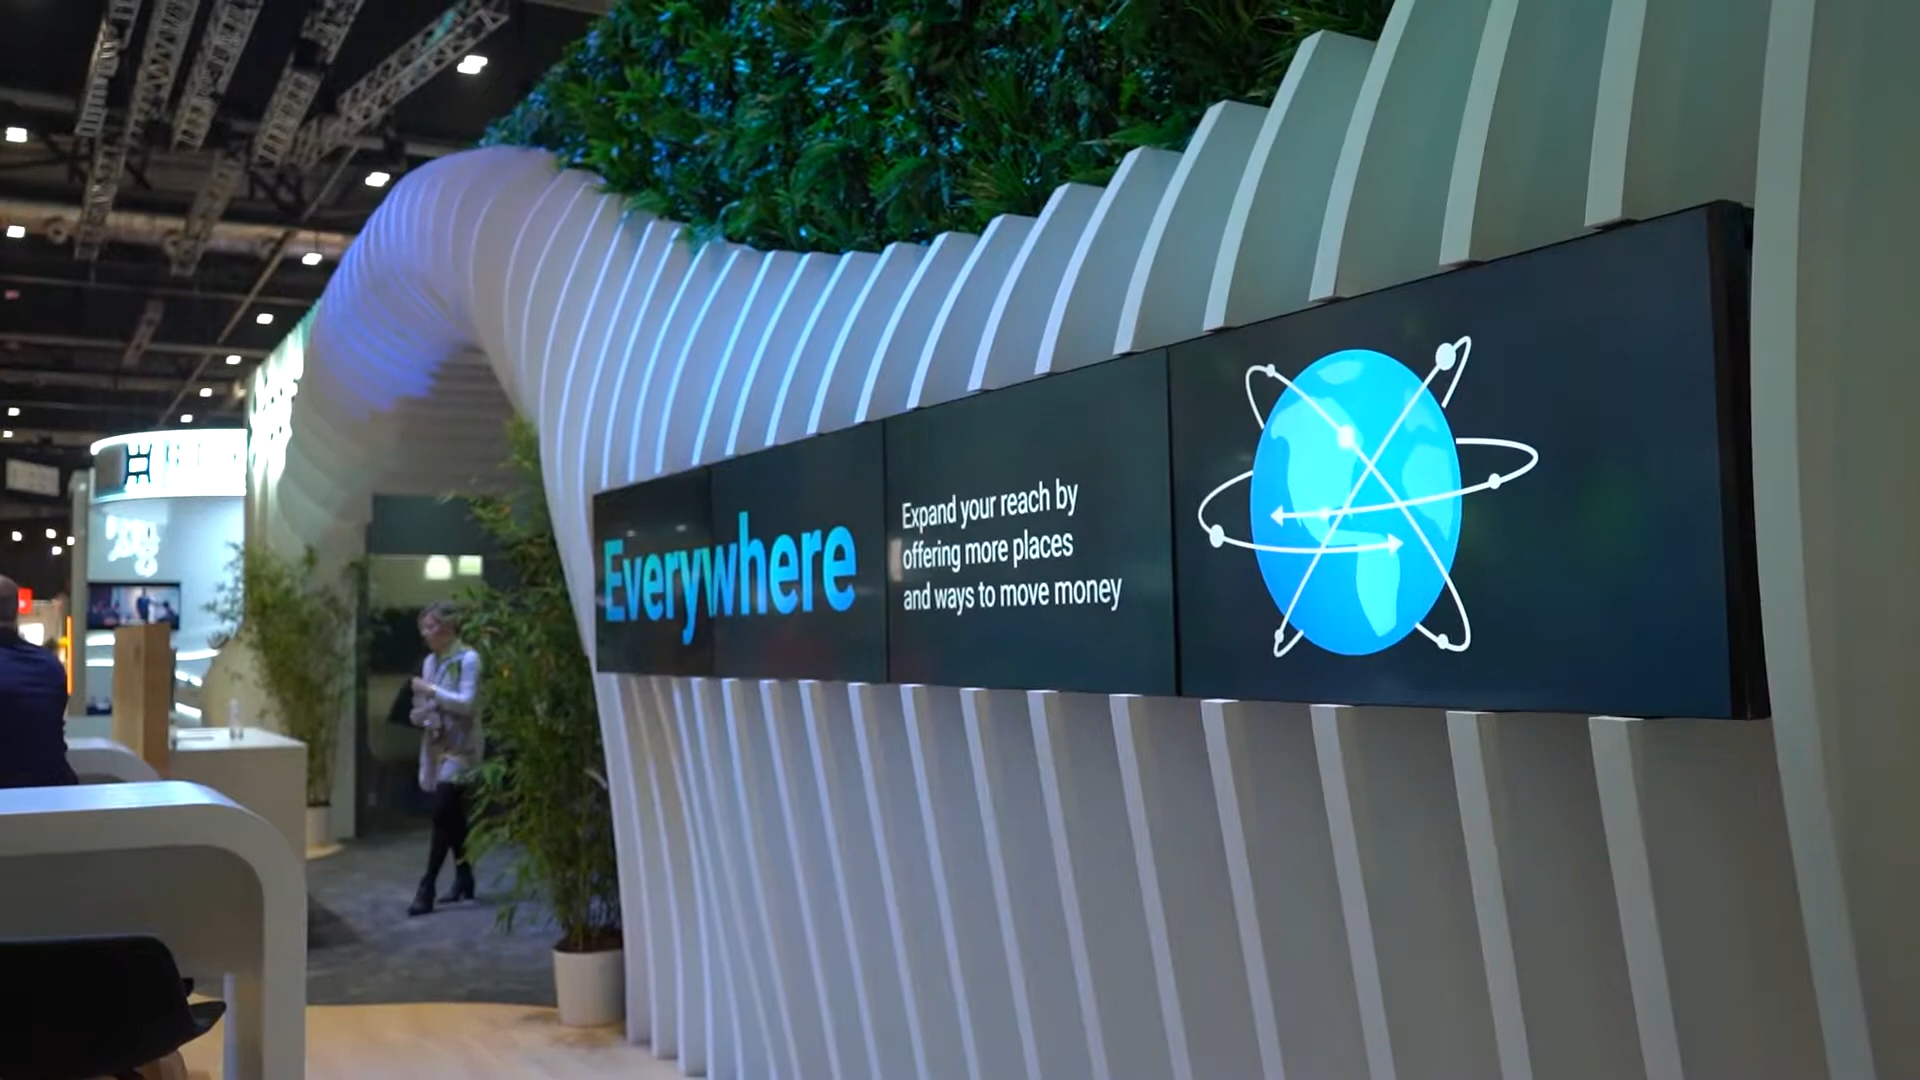 Everywhere
Expand your reach by
offering more places
and ways to move money